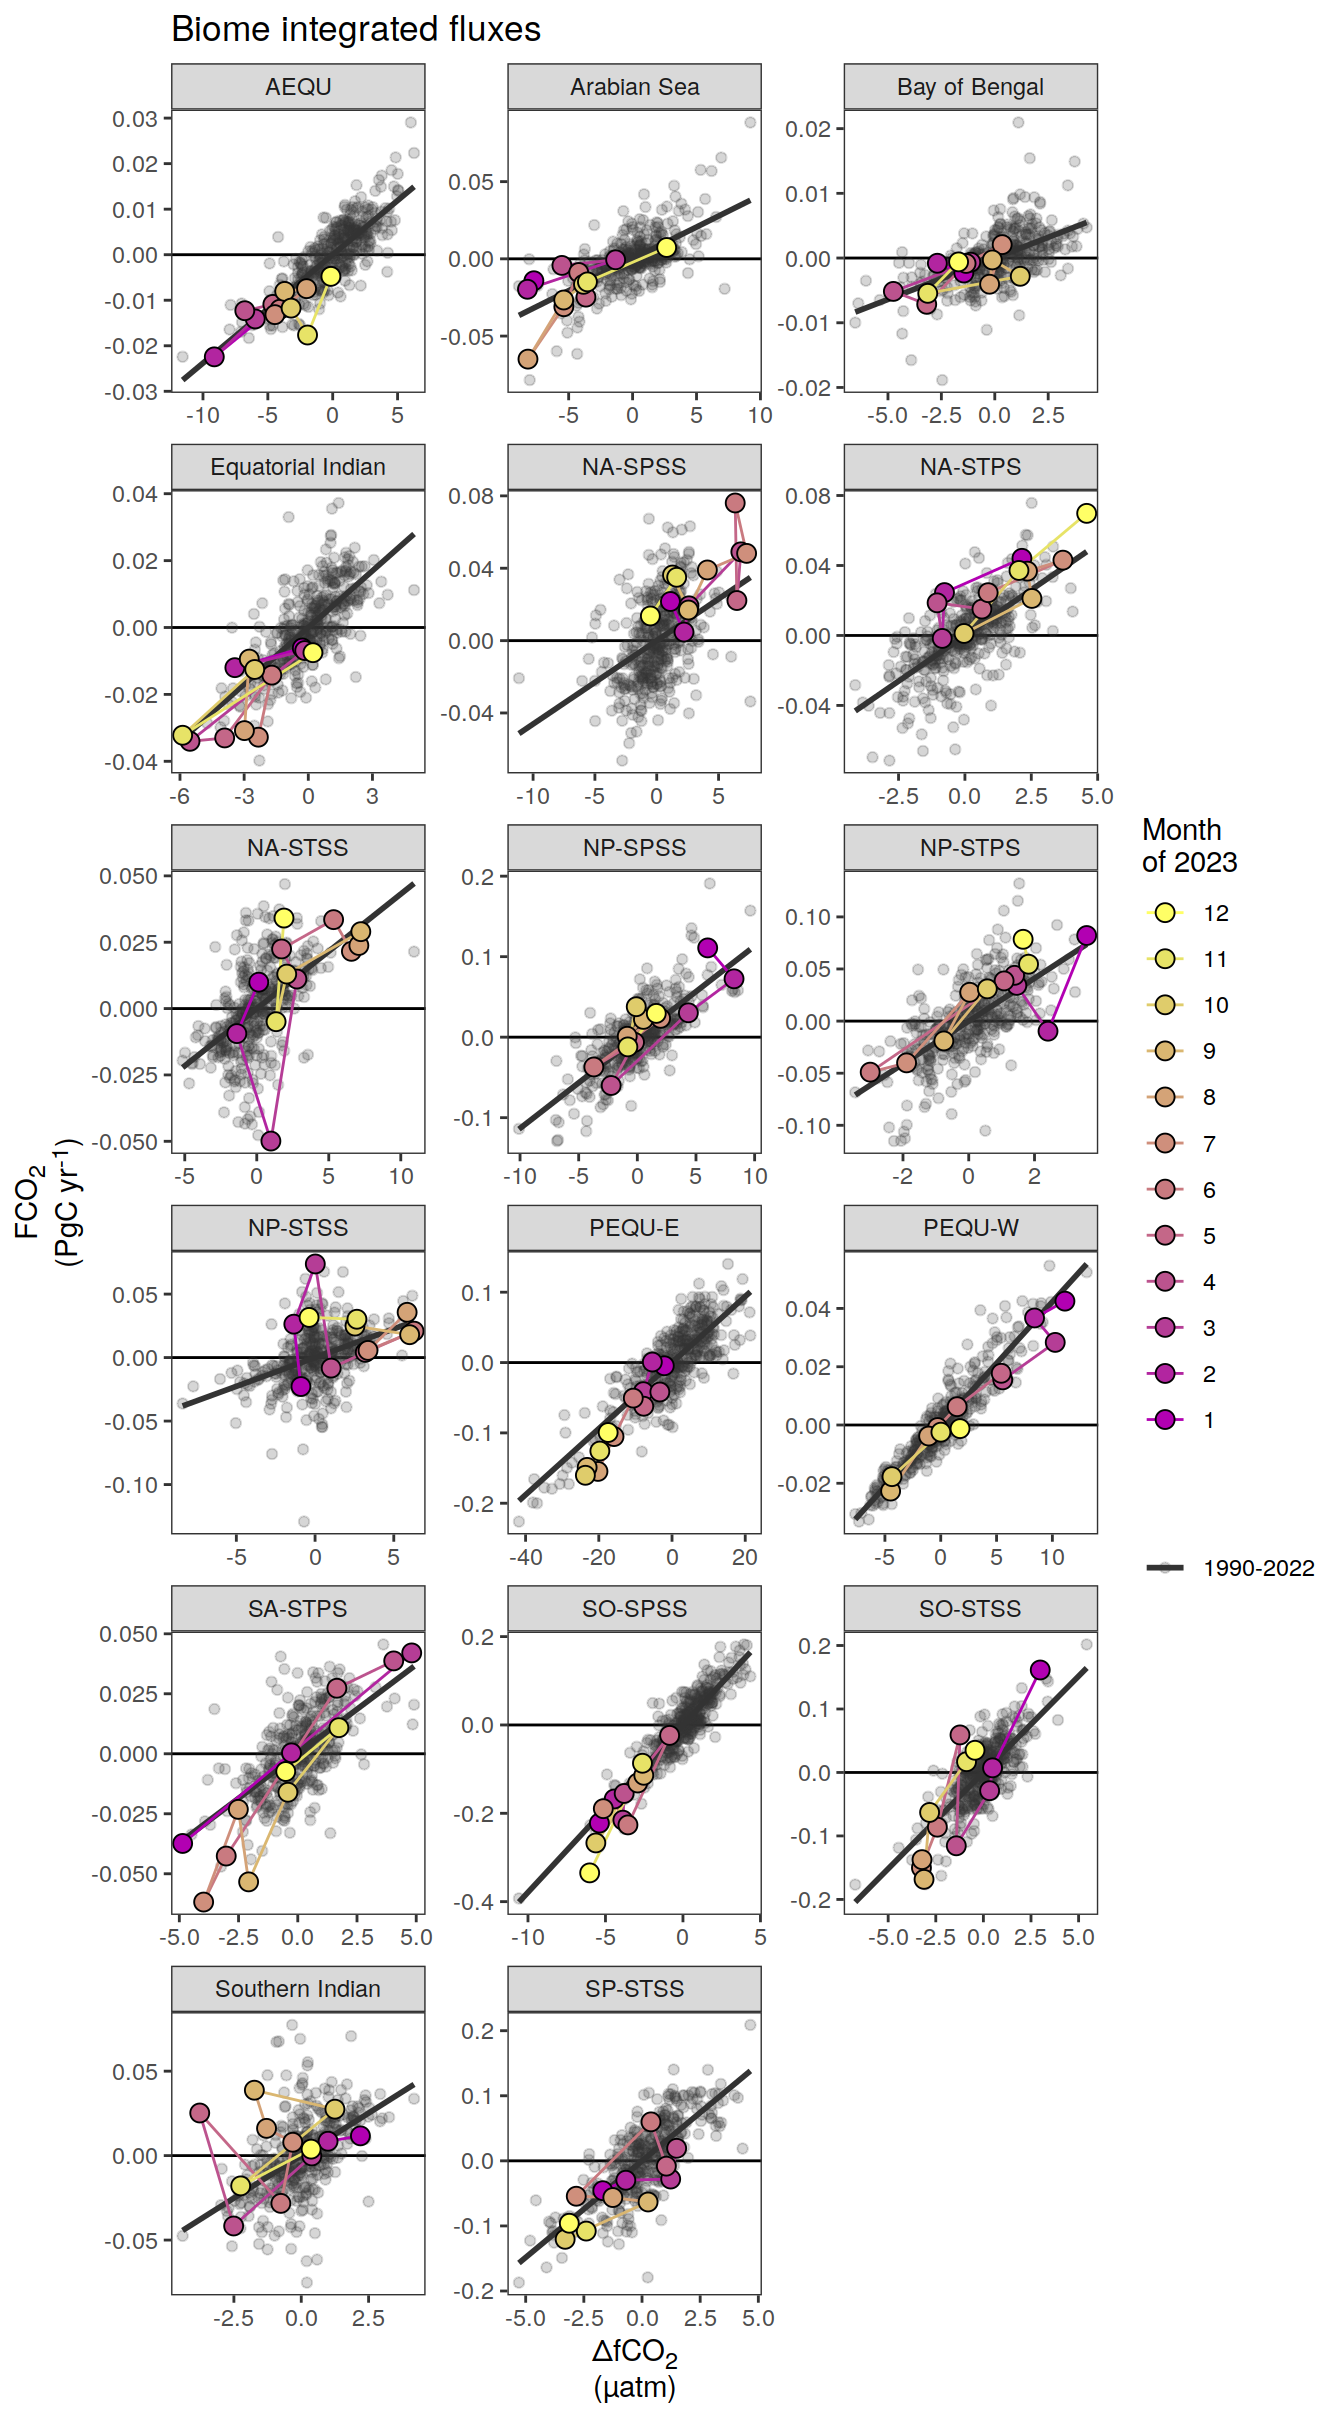 Biome integrated fluxes
AEQU
Arabian Sea
Bay of Bengal
0.03
0.02
0.01
0.00
-0.01
-0.02
-0.03
0.05
0.00
-0.05
0.02
0.01
0.00
-0.01
-0.02
-10 -5 0 5
-5 0 5 10
-5.0 -2.5 0.0 2.5
Equatorial Indian
NA-SPSS
NA-STPS
0.04
0.02
0.00
-0.02
-0.04
0.08
0.04
0.00
-0.04
0.08
0.04
0.00
-0.04
-6 -3 0 3
-10 -5 0 5
-2.5 0.0 2.5 5.0
NA-STSS
NP-SPSS
NP-STPS
0.050
0.025
0.000
-0.025
-0.050
0.2
0.1
0.0
-0.1
0.10
0.05
0.00
-0.05
-0.10
-5 0 5 10
-10 -5 0 5 10
-2 0 2
NP-STSS
PEQU-E
PEQU-W
0.05
0.00
-0.05
-0.10
0.1
0.0
-0.1
-0.2
0.04
0.02
0.00
-0.02
-5 0 5
-40 -20 0 20
-5 0 5 10
SA-STPS
SO-SPSS
SO-STSS
0.050
0.025
0.000
-0.025
-0.050
0.2
0.0
-0.2
-0.4
0.2
0.1
0.0
-0.1
-0.2
-5.0 -2.5 0.0 2.5 5.0
-10 -5 0 5
-5.0 -2.5 0.0 2.5 5.0
Southern Indian
SP-STSS
0.05
0.00
-0.05
0.2
0.1
0.0
-0.1
-0.2
-2.5 0.0 2.5
-5.0 -2.5 0.0 2.5 5.0
FCO₂
(PgC yr⁻¹)
ΔfCO₂
(µatm)
Month
of 2023
12
11
10
9
8
7
6
5
4
3
2
1
1990-2022